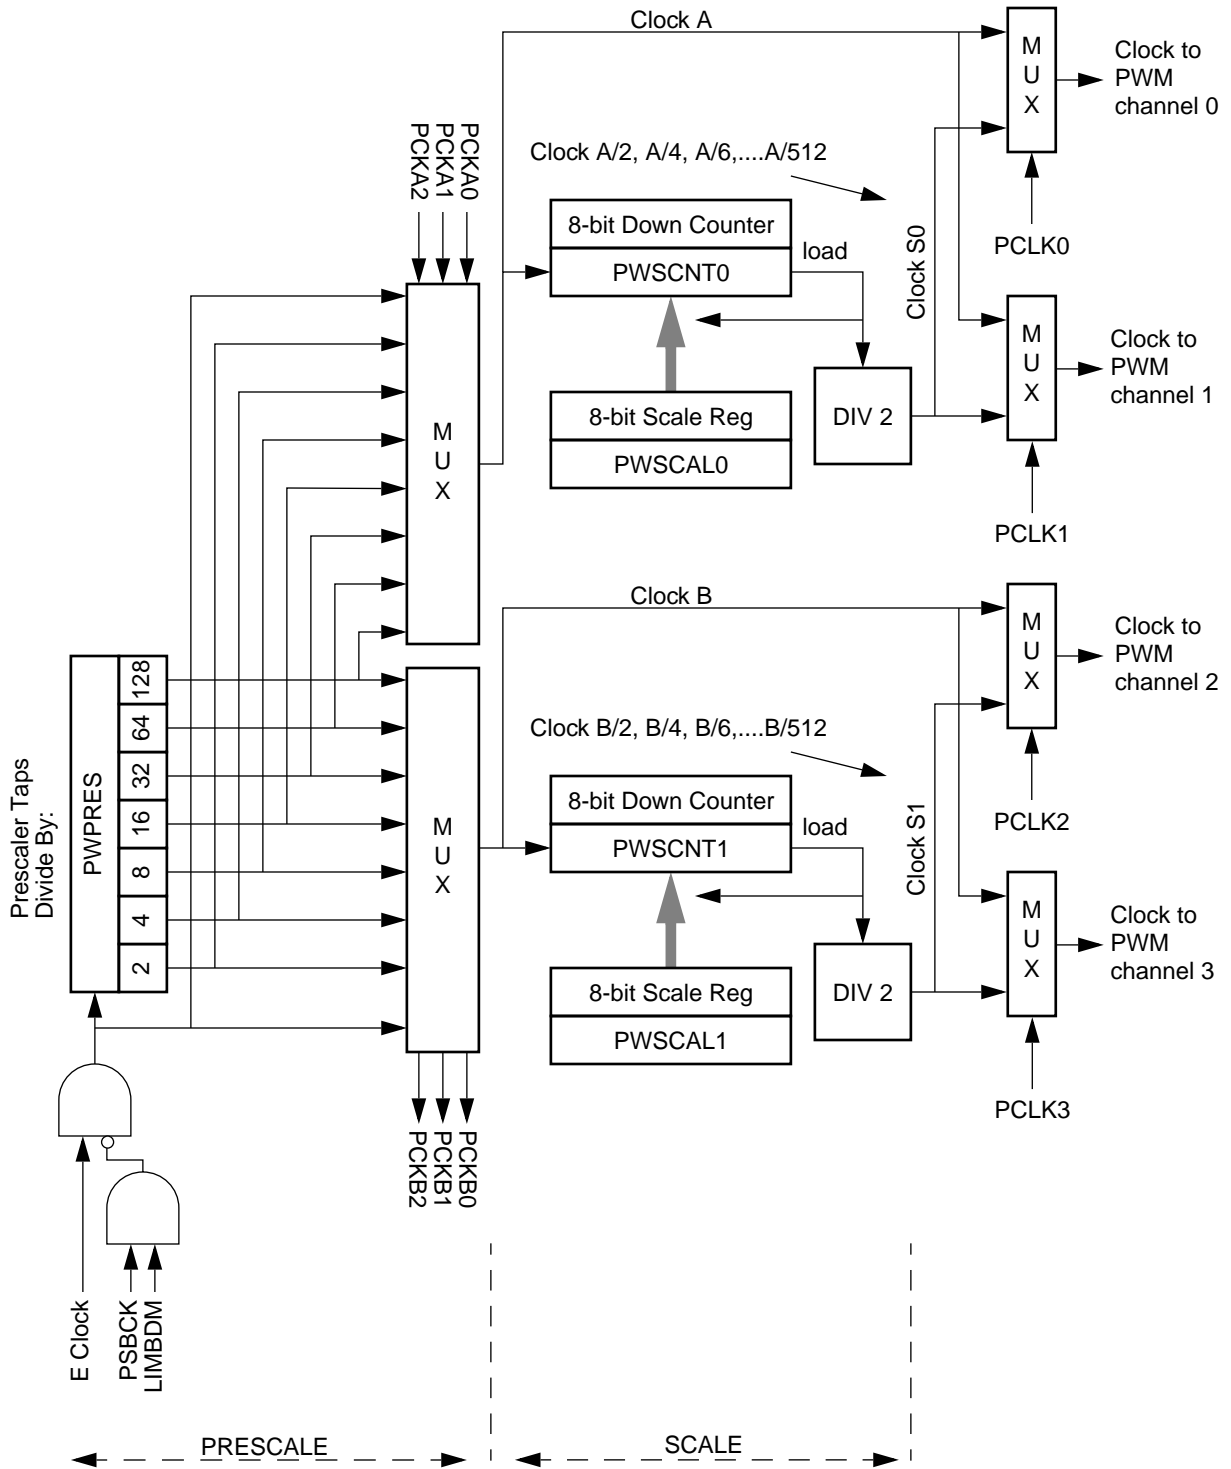 Clock A
M
U
X
Clock to
PWM
channel 0
PCKA2
PCKA1
PCKA0
Clock A/2, A/4, A/6,....A/512
8-bit Down Counter
PWSCNT0
load
Clock S0
PCLK0
M
U
X
Clock to
PWM
channel 1
M
U
X
8-bit Scale Reg
PWSCAL0
DIV 2
PCLK1
Clock B
M
U
X
Clock to
PWM
channel 2
Prescaler Taps
Divide By:
PWPRES
128
64
32
16
8
4
2
Clock B/2, B/4, B/6,....B/512
8-bit Down Counter
PWSCNT1
load
Clock S1
PCLK2
M
U
X
M
U
X
Clock to
PWM
channel 3
8-bit Scale Reg
PWSCAL1
DIV 2
PCLK3
PCKB2
PCKB1
PCKB0
E Clock
PSBCK
LIMBDM
PRESCALE
SCALE